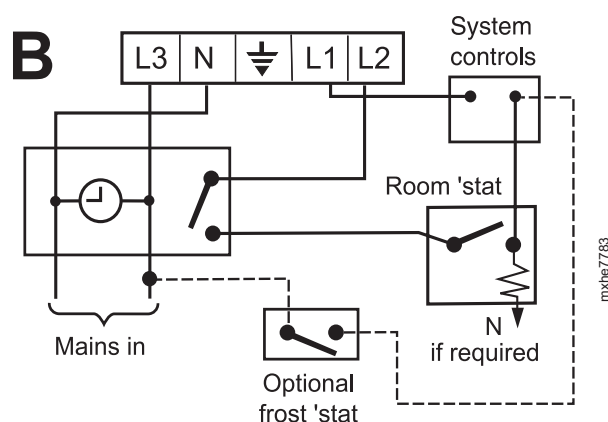 B
L3 N L1 L2
System
controls
Room 'stat
Mains in
N
if required
Optional
frost 'stat
mxhe7783